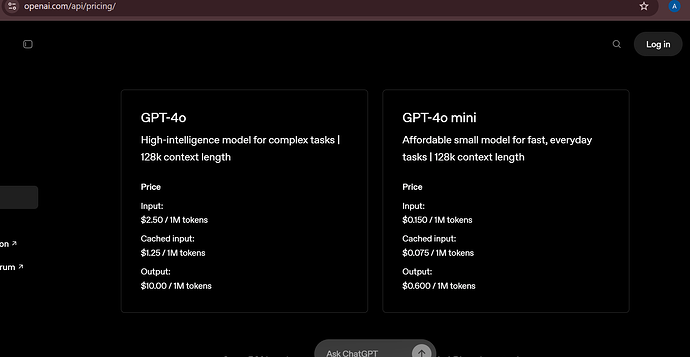 openai.com/api/pricing/
A
Log in
GPT-4o
High-intelligence model for complex tasks |
128k context length
Price
Input:
$2.50 / 1M tokens
Cached input:
$1.25 / 1M tokens
Output:
$10.00 / 1M tokens
GPT-4o mini
Affordable small model for fast, everyday
tasks | 128k context length
Price
Input:
$0.150 / 1M tokens
Cached input:
$0.075 / 1M tokens
Output:
$0.600 / 1M tokens
on ↗
rum ↗
Ask ChatGPT